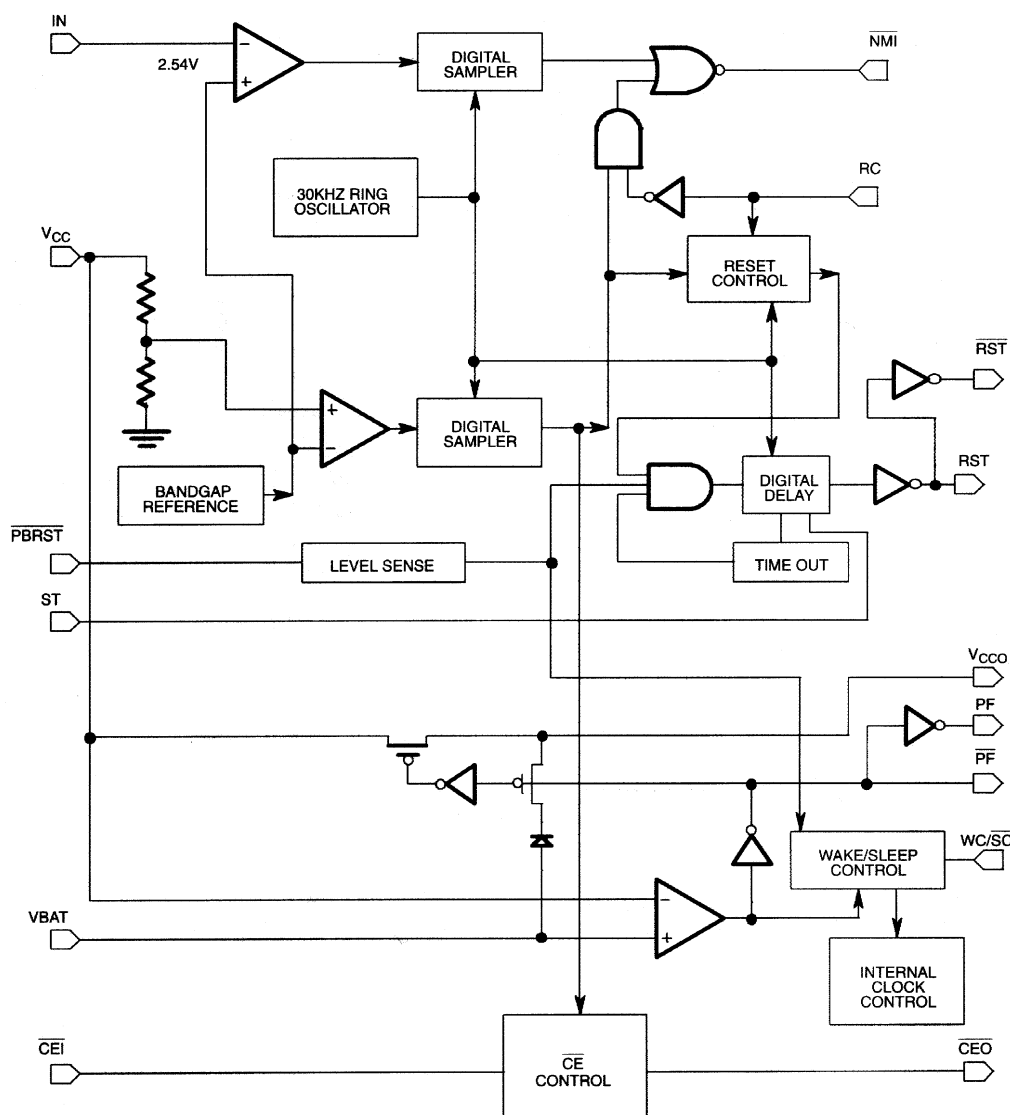 IN
DIGITAL
SAMPLER
NMI
2.54V
−
+
30KHZ RING
OSCILLATOR
RC
VCC
RESET
CONTROL
RST
+
−
DIGITAL
SAMPLER
BANDGAP
REFERENCE
DIGITAL
DELAY
RST
PBRST
LEVEL SENSE
TIME OUT
ST
VCCO
PF
PF
WAKE/SLEEP
CONTROL
WC/SC
VBAT
−
+
INTERNAL
CLOCK
CONTROL
CEI
CE
CONTROL
CEO